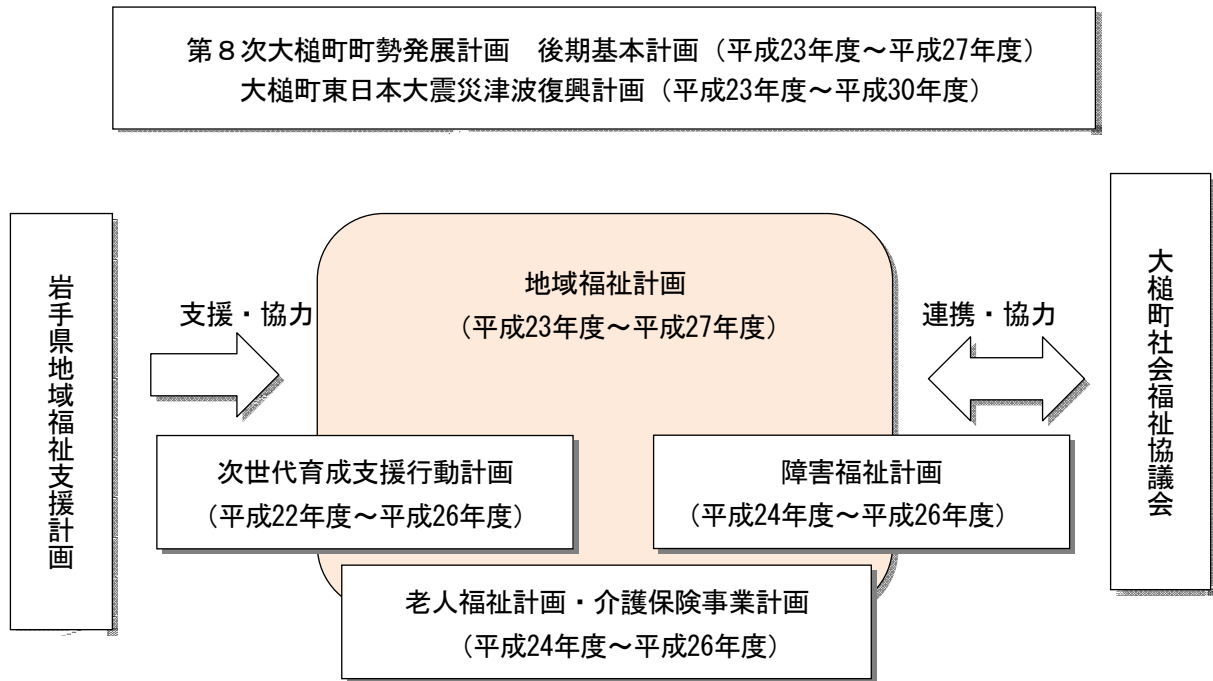 第８次大槌町町勢発展計画　後期基本計画（平成23年度～平成27年度）
大槌町東日本大震災津波復興計画（平成23年度～平成30年度）
岩手県地域福祉支援計画
支援・協力
地域福祉計画
（平成23年度～平成27年度）
連携・協力
大槌町社会福祉協議会
次世代育成支援行動計画
（平成22年度～平成26年度）
障害福祉計画
（平成24年度～平成26年度）
老人福祉計画・介護保険事業計画
（平成24年度～平成26年度）